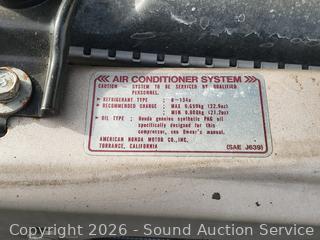 << AIR CONDITIONER SYSTEM >>
CAUTION - SYSTEM TO BE SERVICED BY QUALIFIED
PERSONNEL
• REFRIGERANT TYPE : R-134a
RECOMMENDED CHARGE : MAX 0.650kg (22.9oz)
MIN 0.600kg (21.2oz)
• OIL TYPE : Honda genuine synthetic PAG oil
specifically designed for this
compressor, see Owner's manual.
AMERICAN HONDA MOTOR CO., INC.
TORRANCE, CALIFORNIA
(SAE J639)
Copyright 2026 - Sound Auction Service